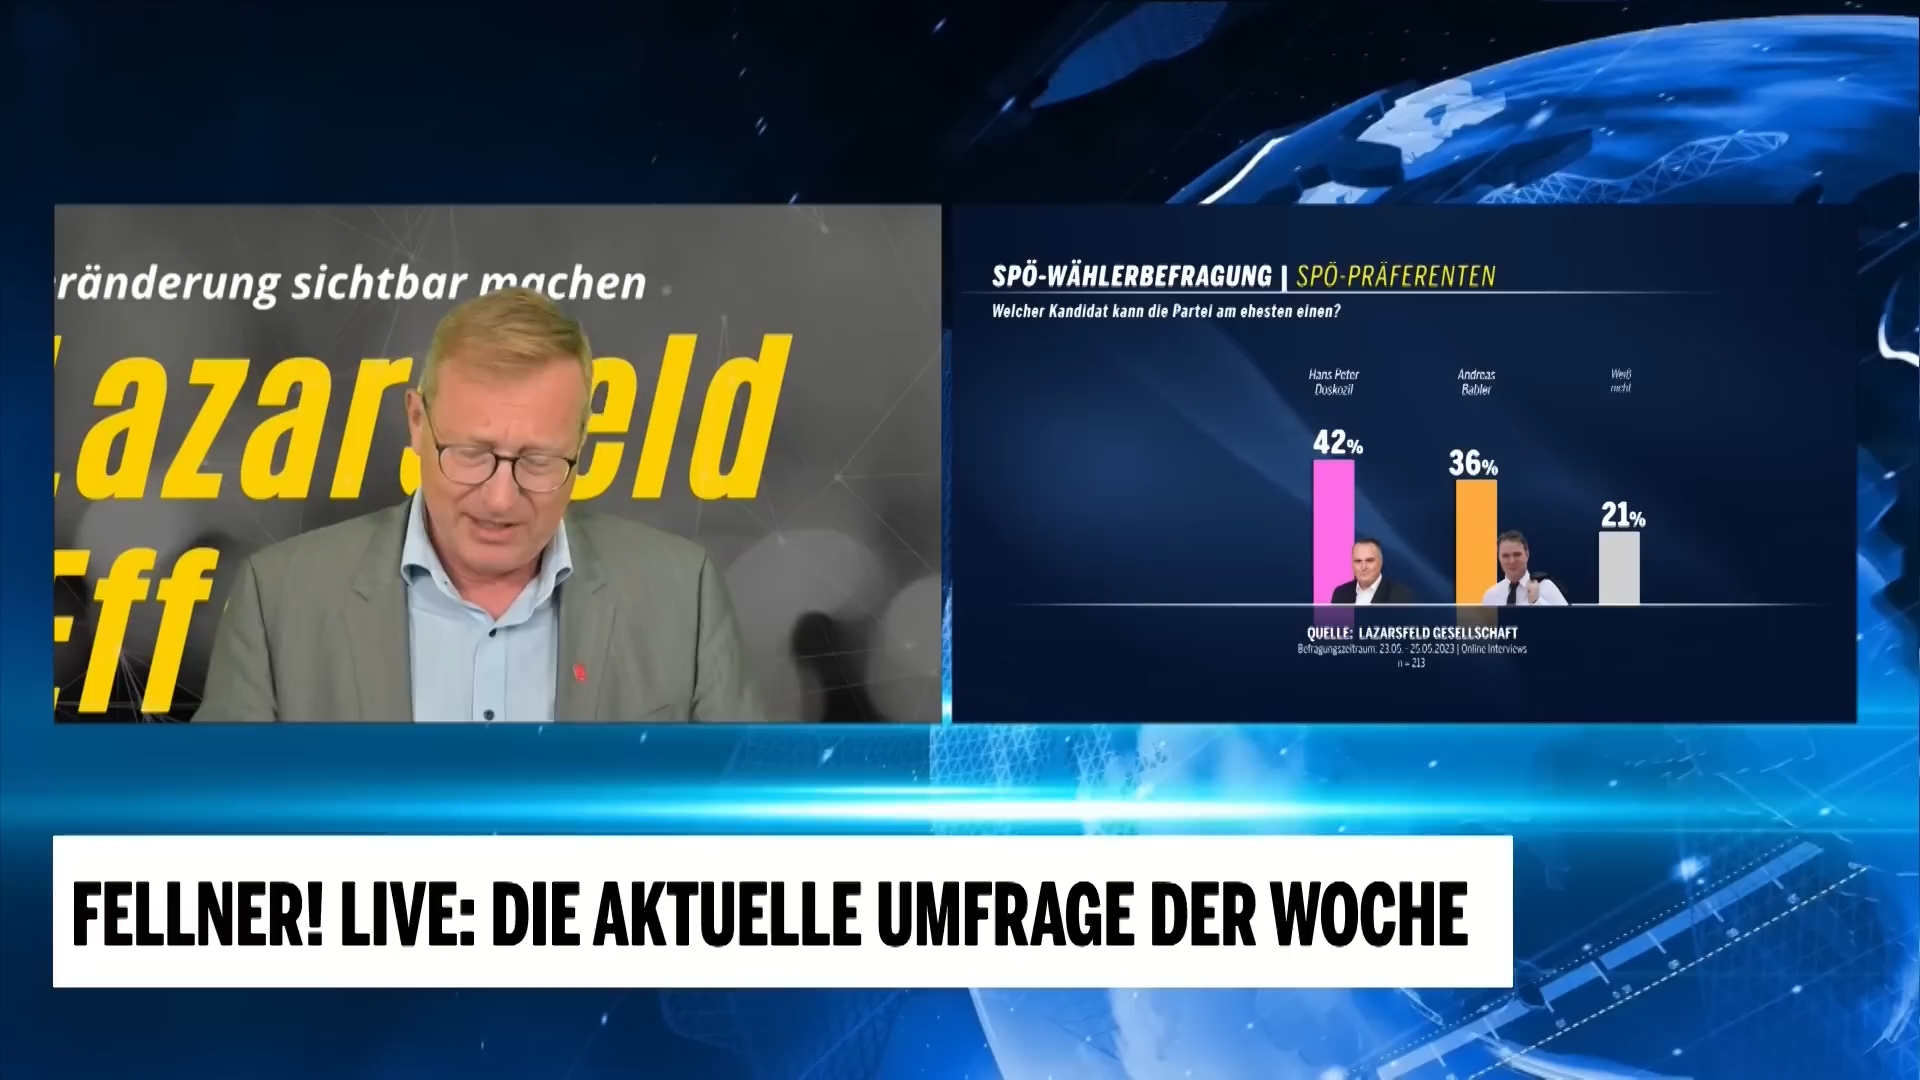 ränderung sichtbar machen
Lazarsfeld
Eff
SPÖ-WÄHLERBEFRAGUNG | SPÖ-PRÄFERENTEN
Welcher Kandidat kann die Partei am ehesten einen?
Hans Peter
Doskozil
Andreas
Babler
Weiß
nicht
42%
36%
21%
QUELLE: LAZARSFELD GESELLSCHAFT
Befragungszeitraum: 23.05. - 25.05.2023 | Online Interviews
n = 213
FELLNER! LIVE: DIE AKTUELLE UMFRAGE DER WOCHE